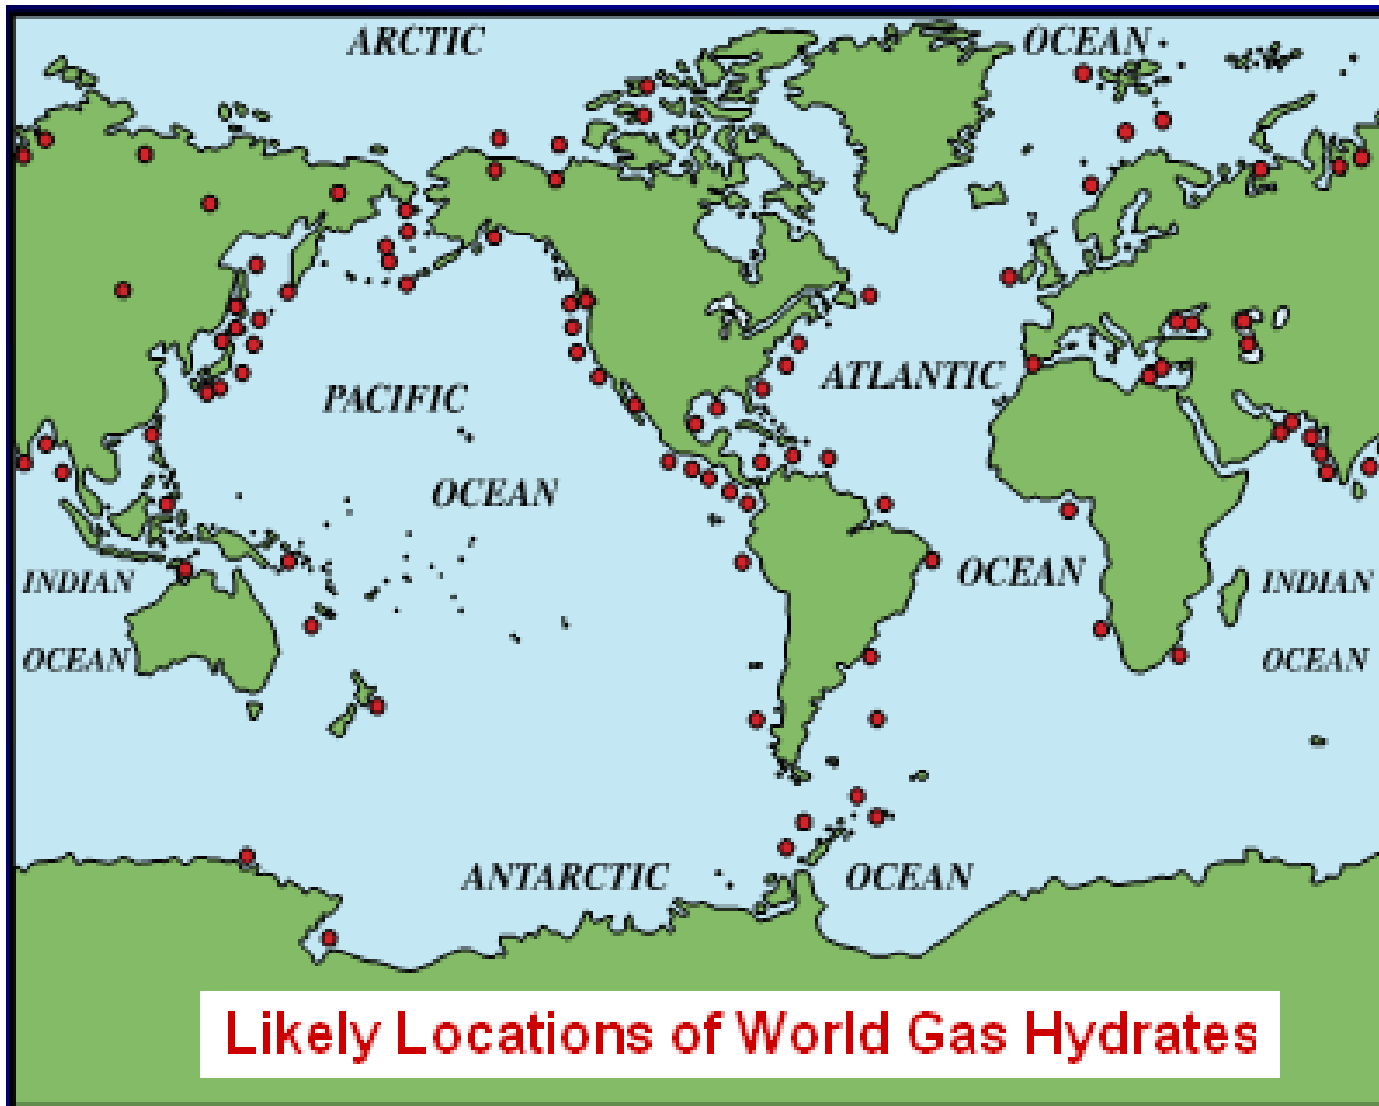 ARCTIC OCEAN
PACIFIC
ATLANTIC
OCEAN
INDIAN
OCEAN
INDIAN
OCEAN
OCEAN
ANTARCTIC OCEAN
Likely Locations of World Gas Hydrates